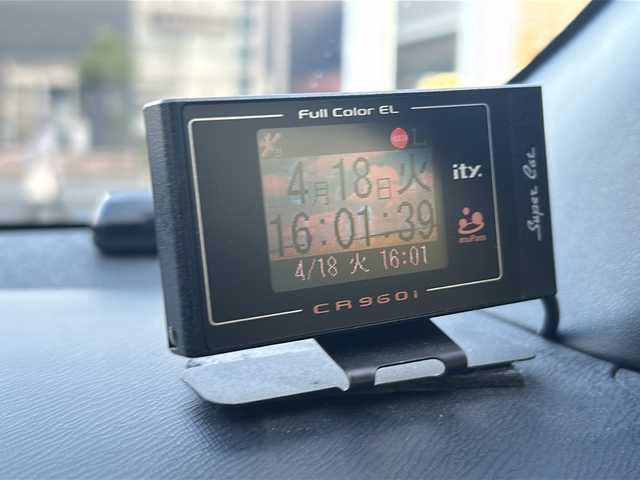 Full Color EL
L
4月18日火
ity.
16:01:39
4/18 火 16:01
CR960i
Super Cat